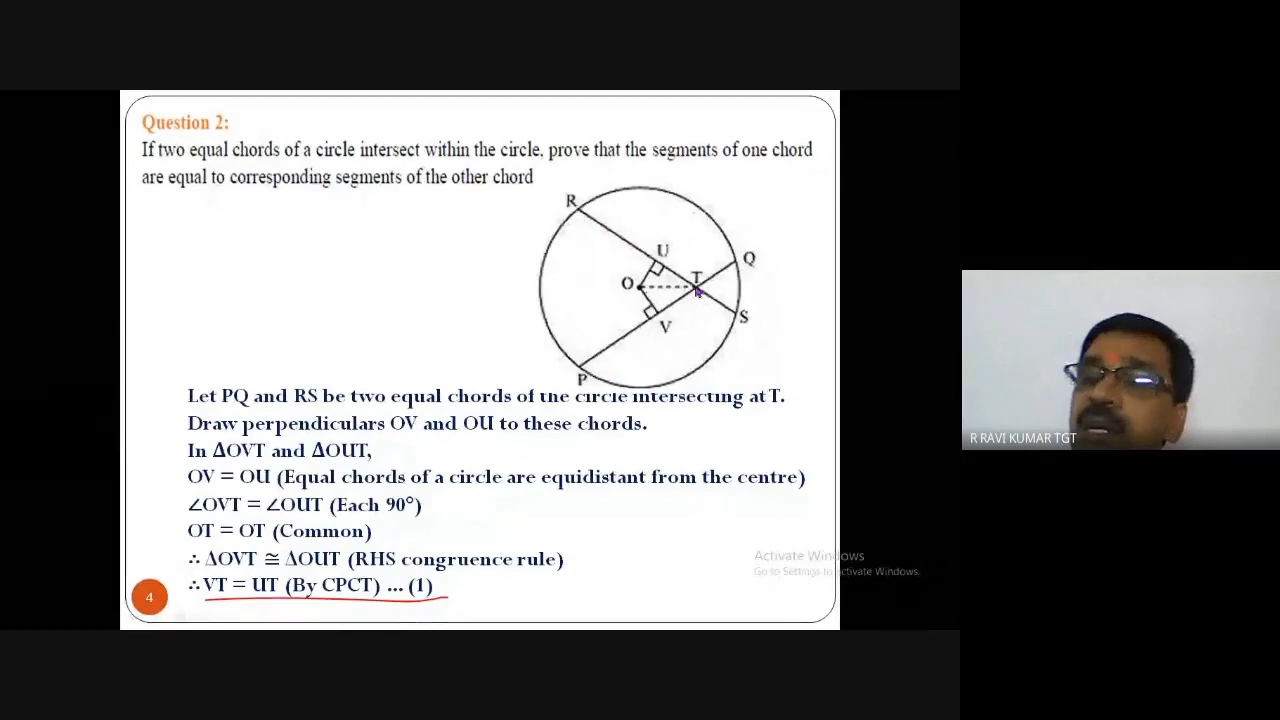 Question 2:
If two equal chords of a circle intersect within the circle, prove that the segments of one chord
are equal to corresponding segments of the other chord
R
U
Q
T
O
S
V
P
Let PQ and RS be two equal chords of the circle intersecting at T.
Draw perpendiculars OV and OU to these chords.
In ΔOVT and ΔOUT,
OV = OU (Equal chords of a circle are equidistant from the centre)
∠OVT = ∠OUT (Each 90°)
OT = OT (Common)
∴ ΔOVT ≅ ΔOUT (RHS congruence rule)
∴ VT = UT (By CPCT) ... (1)
4
Activate Windows
Go to Settings to activate Windows.
R RAVI KUMAR TGT